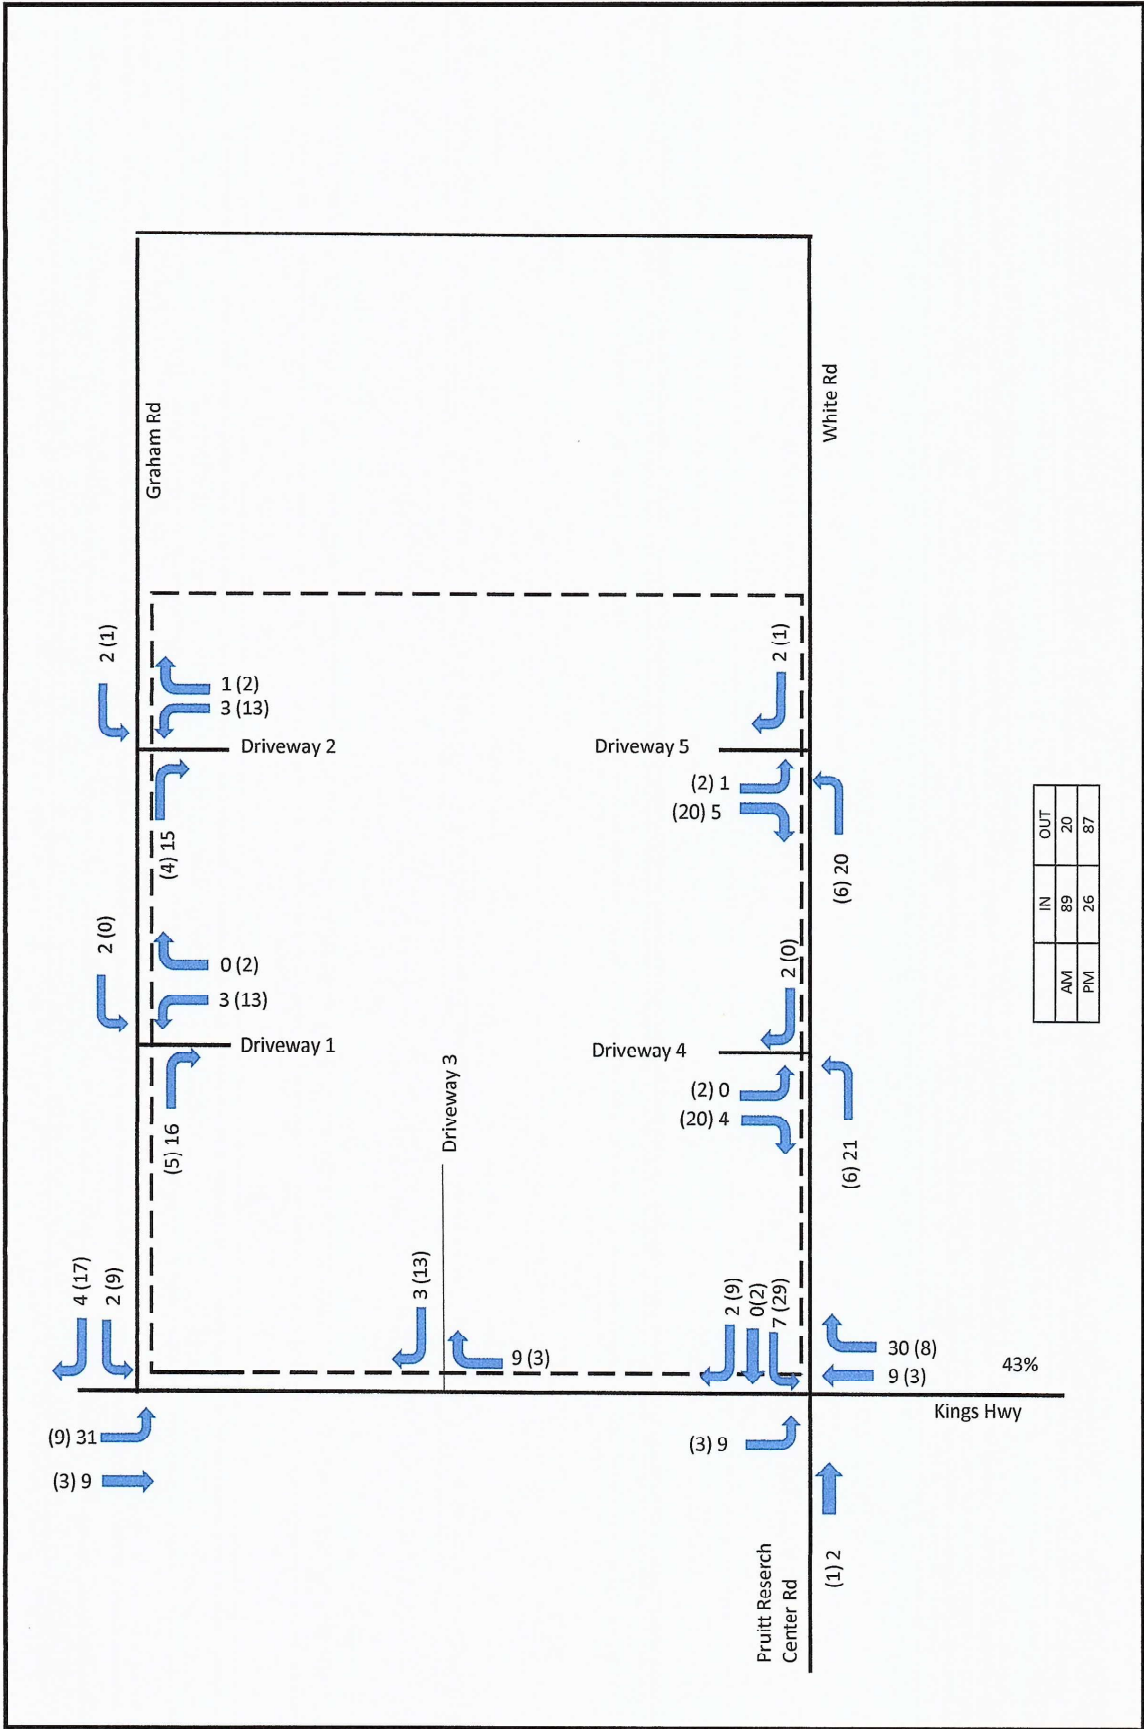 Graham Rd
White Rd
2 (1)
1 (2)
3 (13)
Driveway 2
(4) 15
2 (1)
Driveway 5
(2) 1
(20) 5
(6) 20
2 (0)
0 (2)
3 (13)
Driveway 1
(5) 16
2 (0)
Driveway 4
(2) 0
(20) 4
(6) 21
Driveway 3
4 (17)
2 (9)
3 (13)
9 (3)
2 (9)
0(2)
7 (29)
30 (8)
9 (3)
43%
Kings Hwy
(9) 31
(3) 9
(3) 9
(1) 2
Pruitt Reserch
Center Rd
IN OUT
AM 89 20
PM 26 87